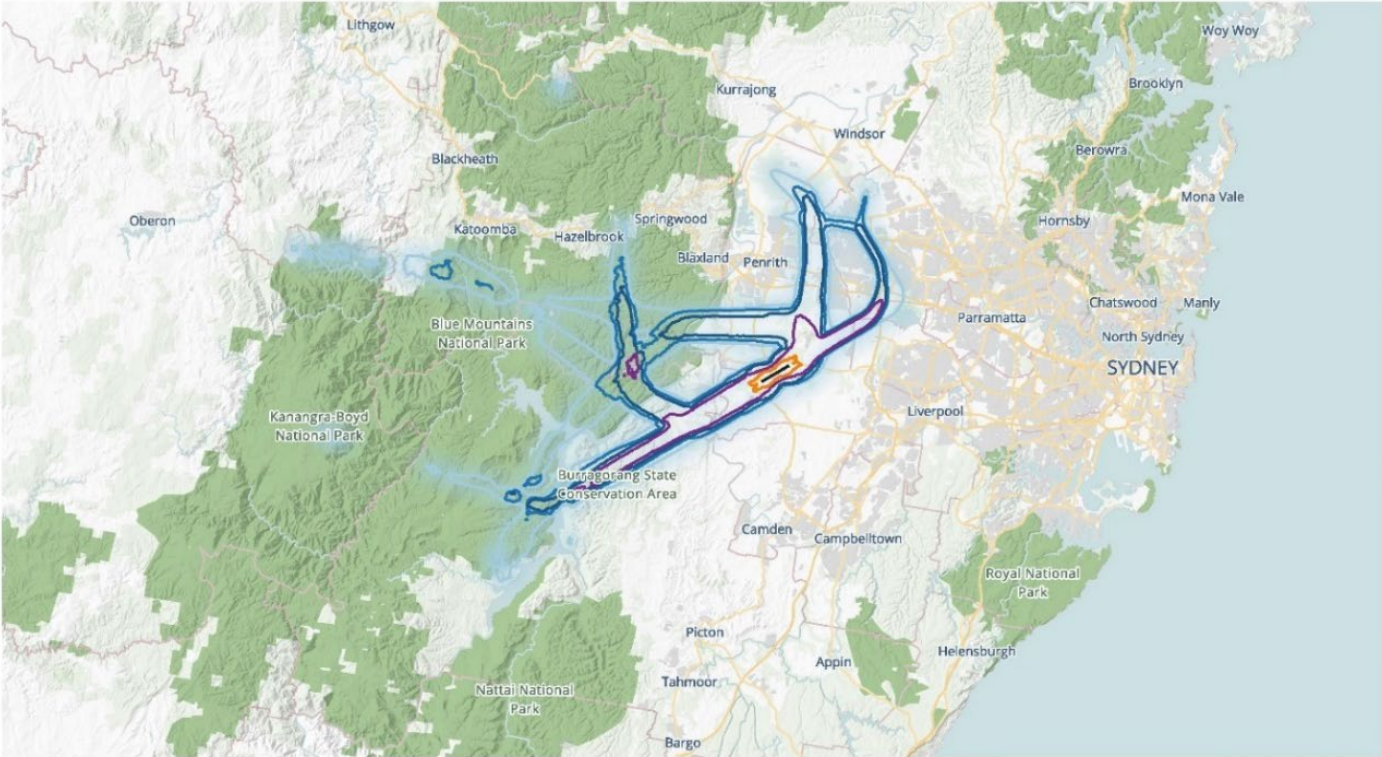 Lithgow
Woy Woy
Brooklyn
Kurrajong
Windsor
Berowra
Blackheath
Mona Vale
Oberon
Springwood
Hornsby
Katoomba
Hazelbrook
Blaxland
Penrith
Chatswood
Manly
Parramatta
Blue Mountains
National Park
North Sydney
SYDNEY
Kanangra-Boyd
National Park
Liverpool
Burragorang State
Conservation Area
Camden
Campbelltown
Royal National
Park
Picton
Helensburgh
Appin
Tahmoor
Nattai National
Park
Bargo